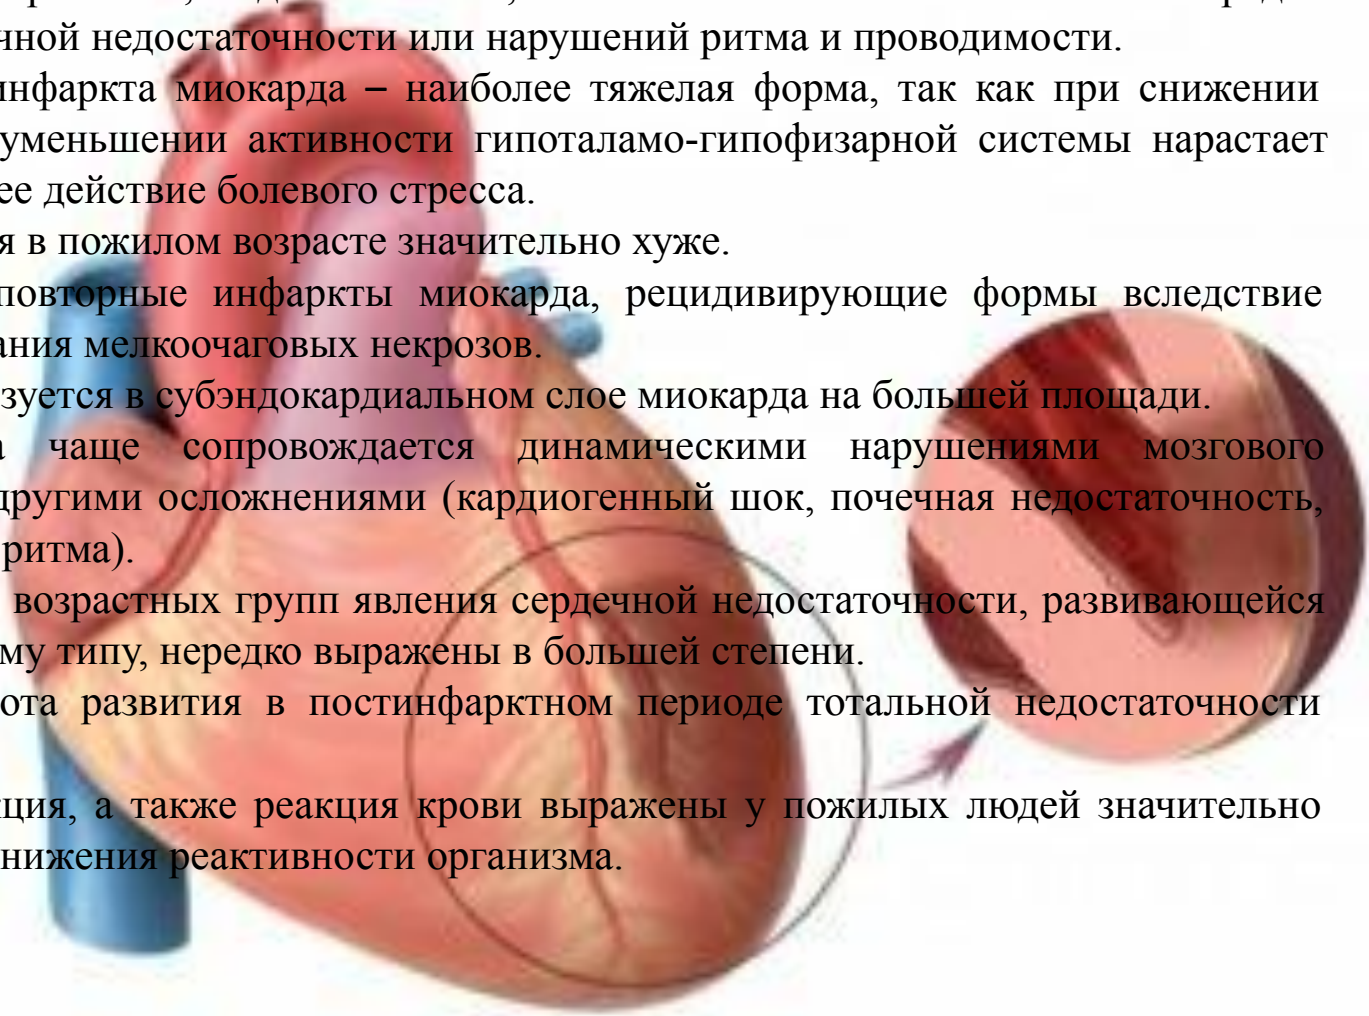 чной недостаточности или нарушений ритма и проводимости.
инфаркта миокарда – наиболее тяжелая форма, так как при снижении
уменьшении активности гипоталамо-гипофизарной системы нарастает
ее действие болевого стресса.
я в пожилом возрасте значительно хуже.
повторные инфаркты миокарда, рецидивирующие формы вследствие
ания мелкоочаговых некрозов.
зуется в субэндокардиальном слое миокарда на большей площади.
а чаще сопровождается динамическими нарушениями мозгового
другими осложнениями (кардиогенный шок, почечная недостаточность,
ритма).
возрастных групп явления сердечной недостаточности, развивающейся
му типу, нередко выражены в большей степени.
ота развития в постинфарктном периоде тотальной недостаточности
ция, а также реакция крови выражены у пожилых людей значительно
нижения реактивности организма.